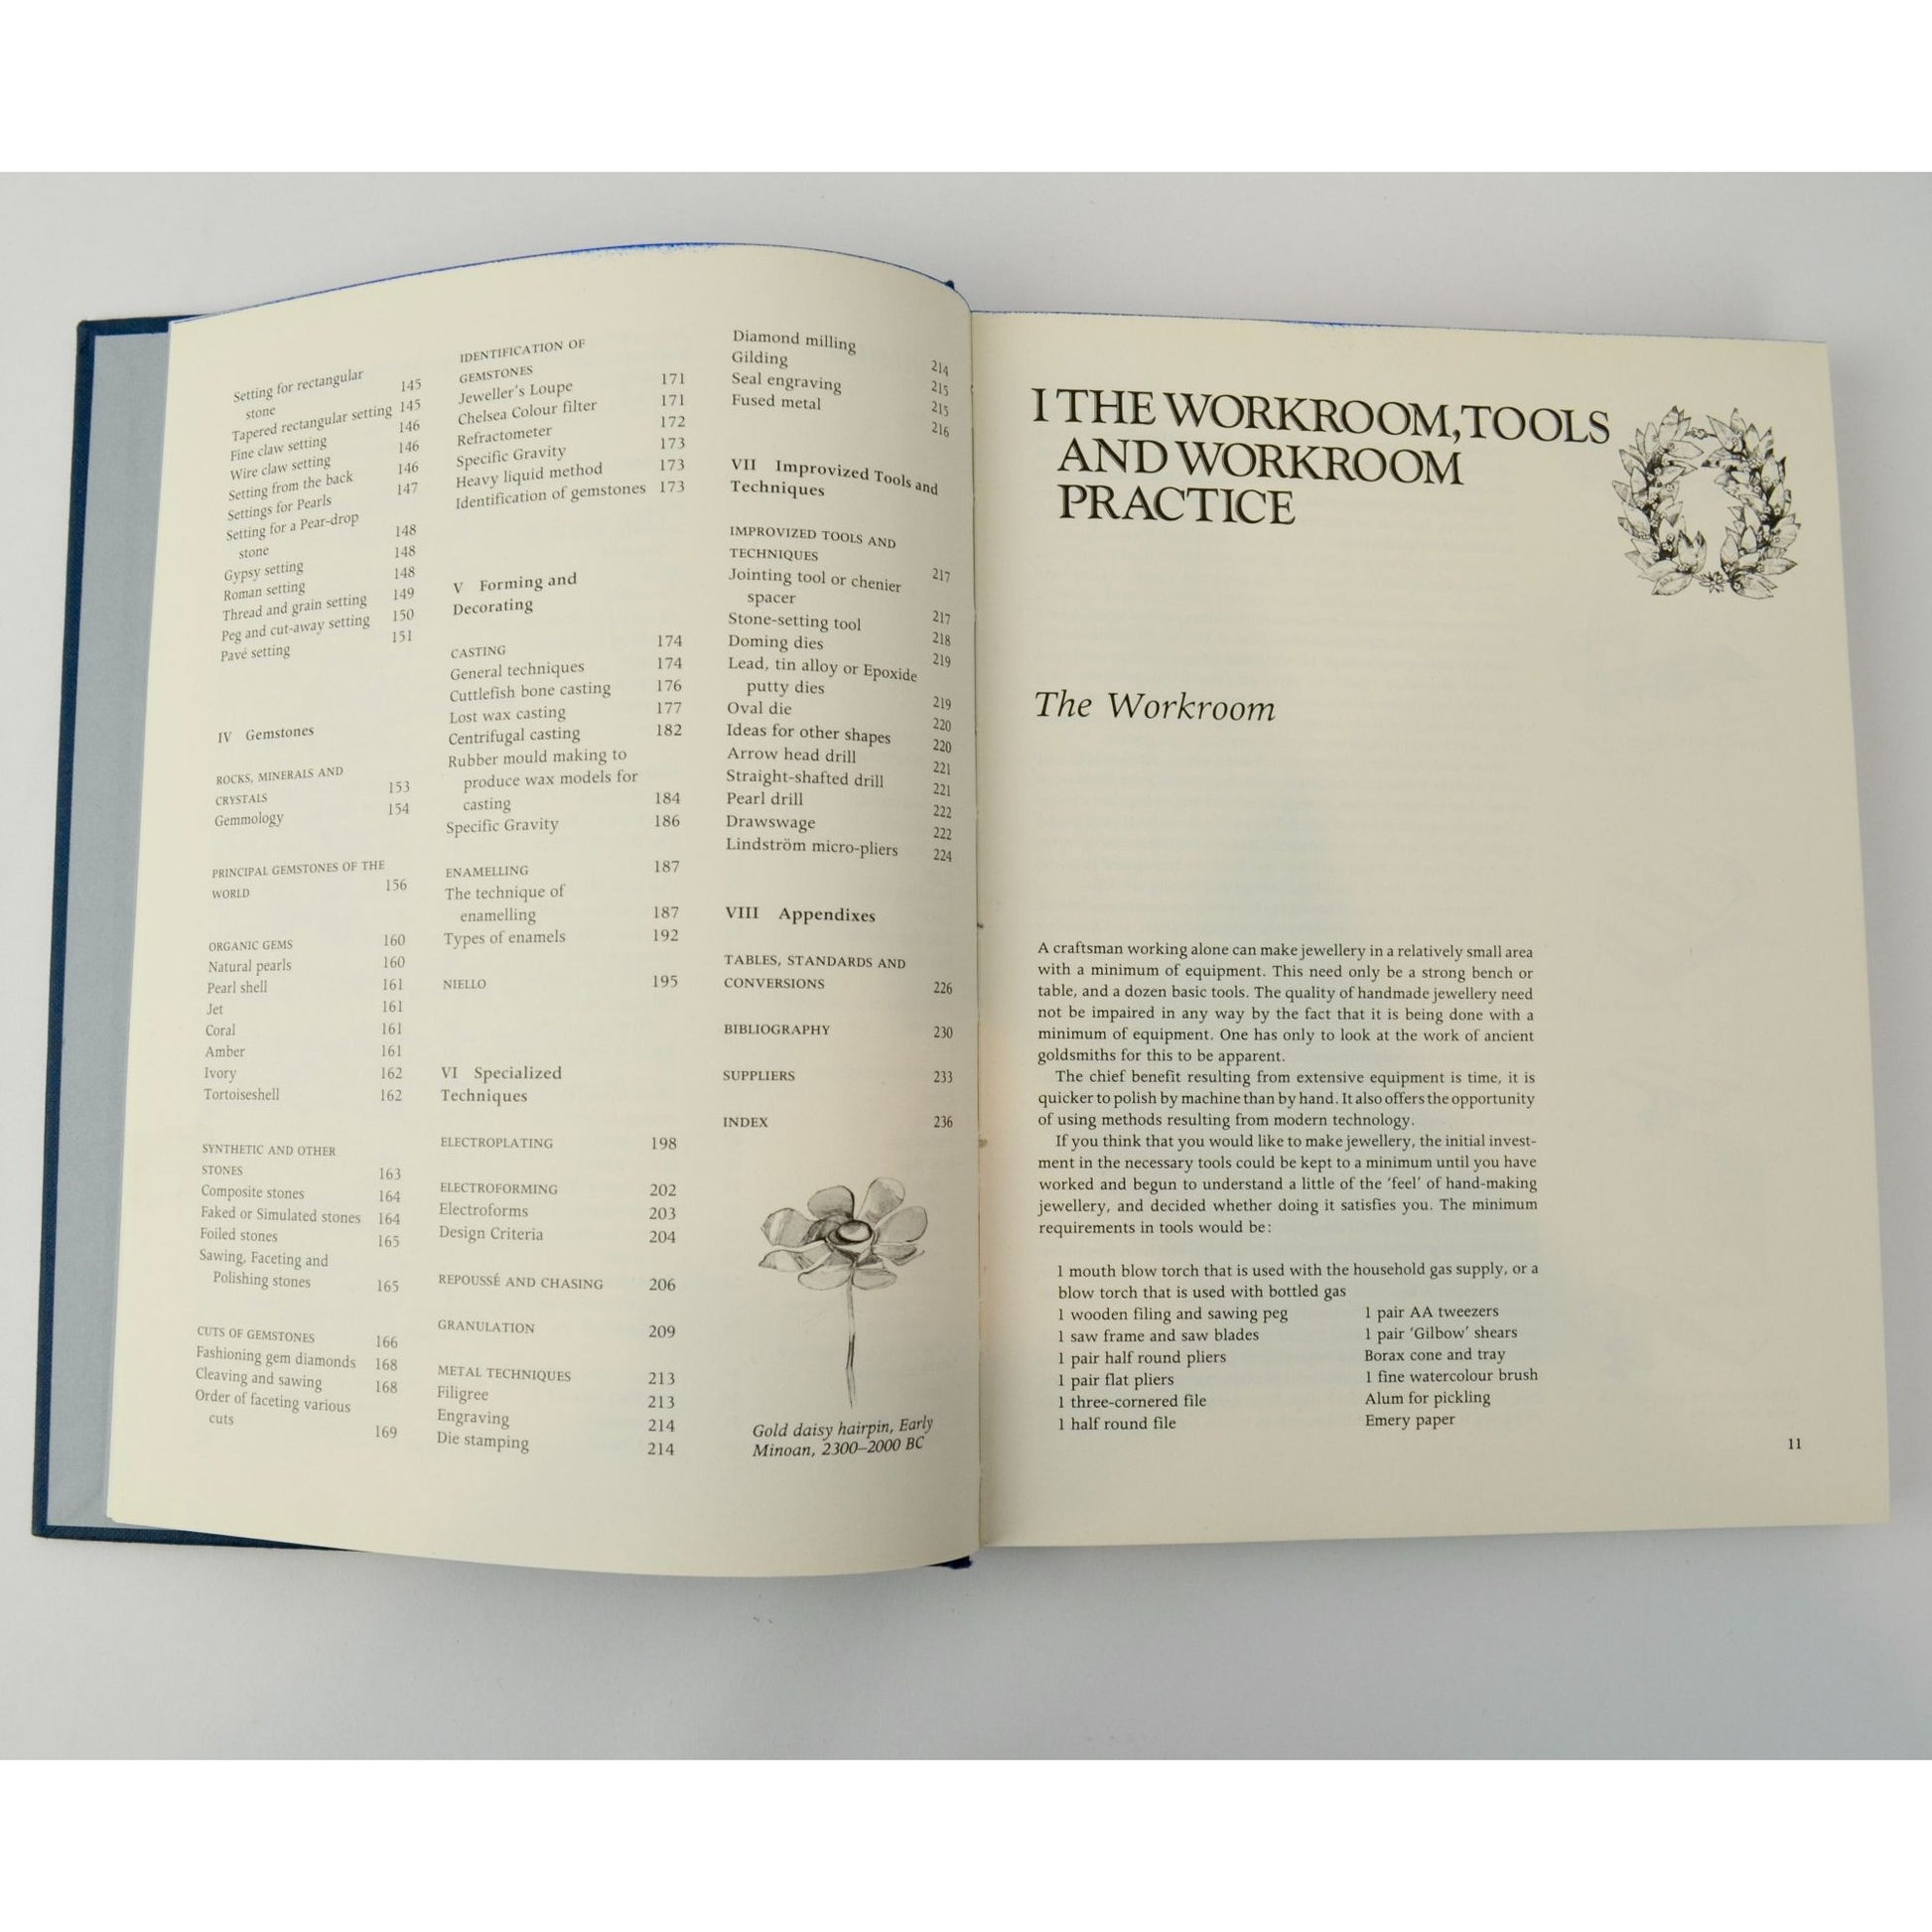 Setting for rectangular
stone 145
Tapered rectangular setting 145
Fine claw setting 146
Wire claw setting 146
Setting from the back 146
Settings for Pearls 147
Setting for a Pear-drop
stone 148
Gypsy setting 148
Roman setting 148
Thread and grain setting 149
Peg and cut-away setting 150
Pavé setting 151
IV Gemstones
ROCKS, MINERALS AND
CRYSTALS 153
Gemmology 154
PRINCIPAL GEMSTONES OF THE
WORLD 156
ORGANIC GEMS 160
Natural pearls 160
Pearl shell 161
Jet 161
Coral 161
Amber 161
Ivory 162
Tortoiseshell 162
SYNTHETIC AND OTHER
STONES 163
Composite stones 164
Faked or Simulated stones 164
Foiled stones 165
Sawing, Faceting and
Polishing stones 165
CUTS OF GEMSTONES 166
Fashioning gem diamonds 168
Cleaving and sawing 168
Order of faceting various
cuts 169
IDENTIFICATION OF
GEMSTONES
Jeweller's Loupe 171
Chelsea Colour filter 171
Refractometer 172
Specific Gravity 173
Heavy liquid method 173
Identification of gemstones 173
V Forming and
Decorating
CASTING 174
General techniques 174
Cuttlefish bone casting 176
Lost wax casting 177
Centrifugal casting 182
Rubber mould making to
produce wax models for
casting 184
Specific Gravity 186
ENAMELLING 187
The technique of
enamelling 187
Types of enamels 192
NIELLO 195
VI Specialized
Techniques
ELECTROPLATING 198
ELECTROFORMING 202
Electroforms 203
Design Criteria 204
REPOUSSÉ AND CHASING 206
GRANULATION 209
METAL TECHNIQUES 213
Filigree 213
Engraving 214
Die stamping 214
Diamond milling 214
Gilding 215
Seal engraving 215
Fused metal 216
VII Improvized Tools and
Techniques
IMPROVIZED TOOLS AND
TECHNIQUES 217
Jointing tool or chenier
spacer 217
Stone-setting tool 218
Doming dies 219
Lead, tin alloy or Epoxide
putty dies 219
Oval die 220
Ideas for other shapes 220
Arrow head drill 221
Straight-shafted drill 221
Pearl drill 222
Drawswage 222
Lindström micro-pliers 224
VIII Appendixes
TABLES, STANDARDS AND
CONVERSIONS 226
BIBLIOGRAPHY 230
SUPPLIERS 233
INDEX 236
Gold daisy hairpin, Early
Minoan, 2300–2000 BC
I THE WORKROOM, TOOLS
AND WORKROOM
PRACTICE
The Workroom
A craftsman working alone can make jewellery in a relatively small area
with a minimum of equipment. This need only be a strong bench or
table, and a dozen basic tools. The quality of handmade jewellery need
not be impaired in any way by the fact that it is being done with a
minimum of equipment. One has only to look at the work of ancient
goldsmiths for this to be apparent.
The chief benefit resulting from extensive equipment is time, it is
quicker to polish by machine than by hand. It also offers the opportunity
of using methods resulting from modern technology.
If you think that you would like to make jewellery, the initial invest-
ment in the necessary tools could be kept to a minimum until you have
worked and begun to understand a little of the 'feel' of hand-making
jewellery, and decided whether doing it satisfies you. The minimum
requirements in tools would be:
1 mouth blow torch that is used with the household gas supply, or a
blow torch that is used with bottled gas
1 wooden filing and sawing peg
1 saw frame and saw blades
1 pair half round pliers
1 pair flat pliers
1 three-cornered file
1 half round file
1 pair AA tweezers
1 pair 'Gilbow' shears
Borax cone and tray
1 fine watercolour brush
Alum for pickling
Emery paper
11